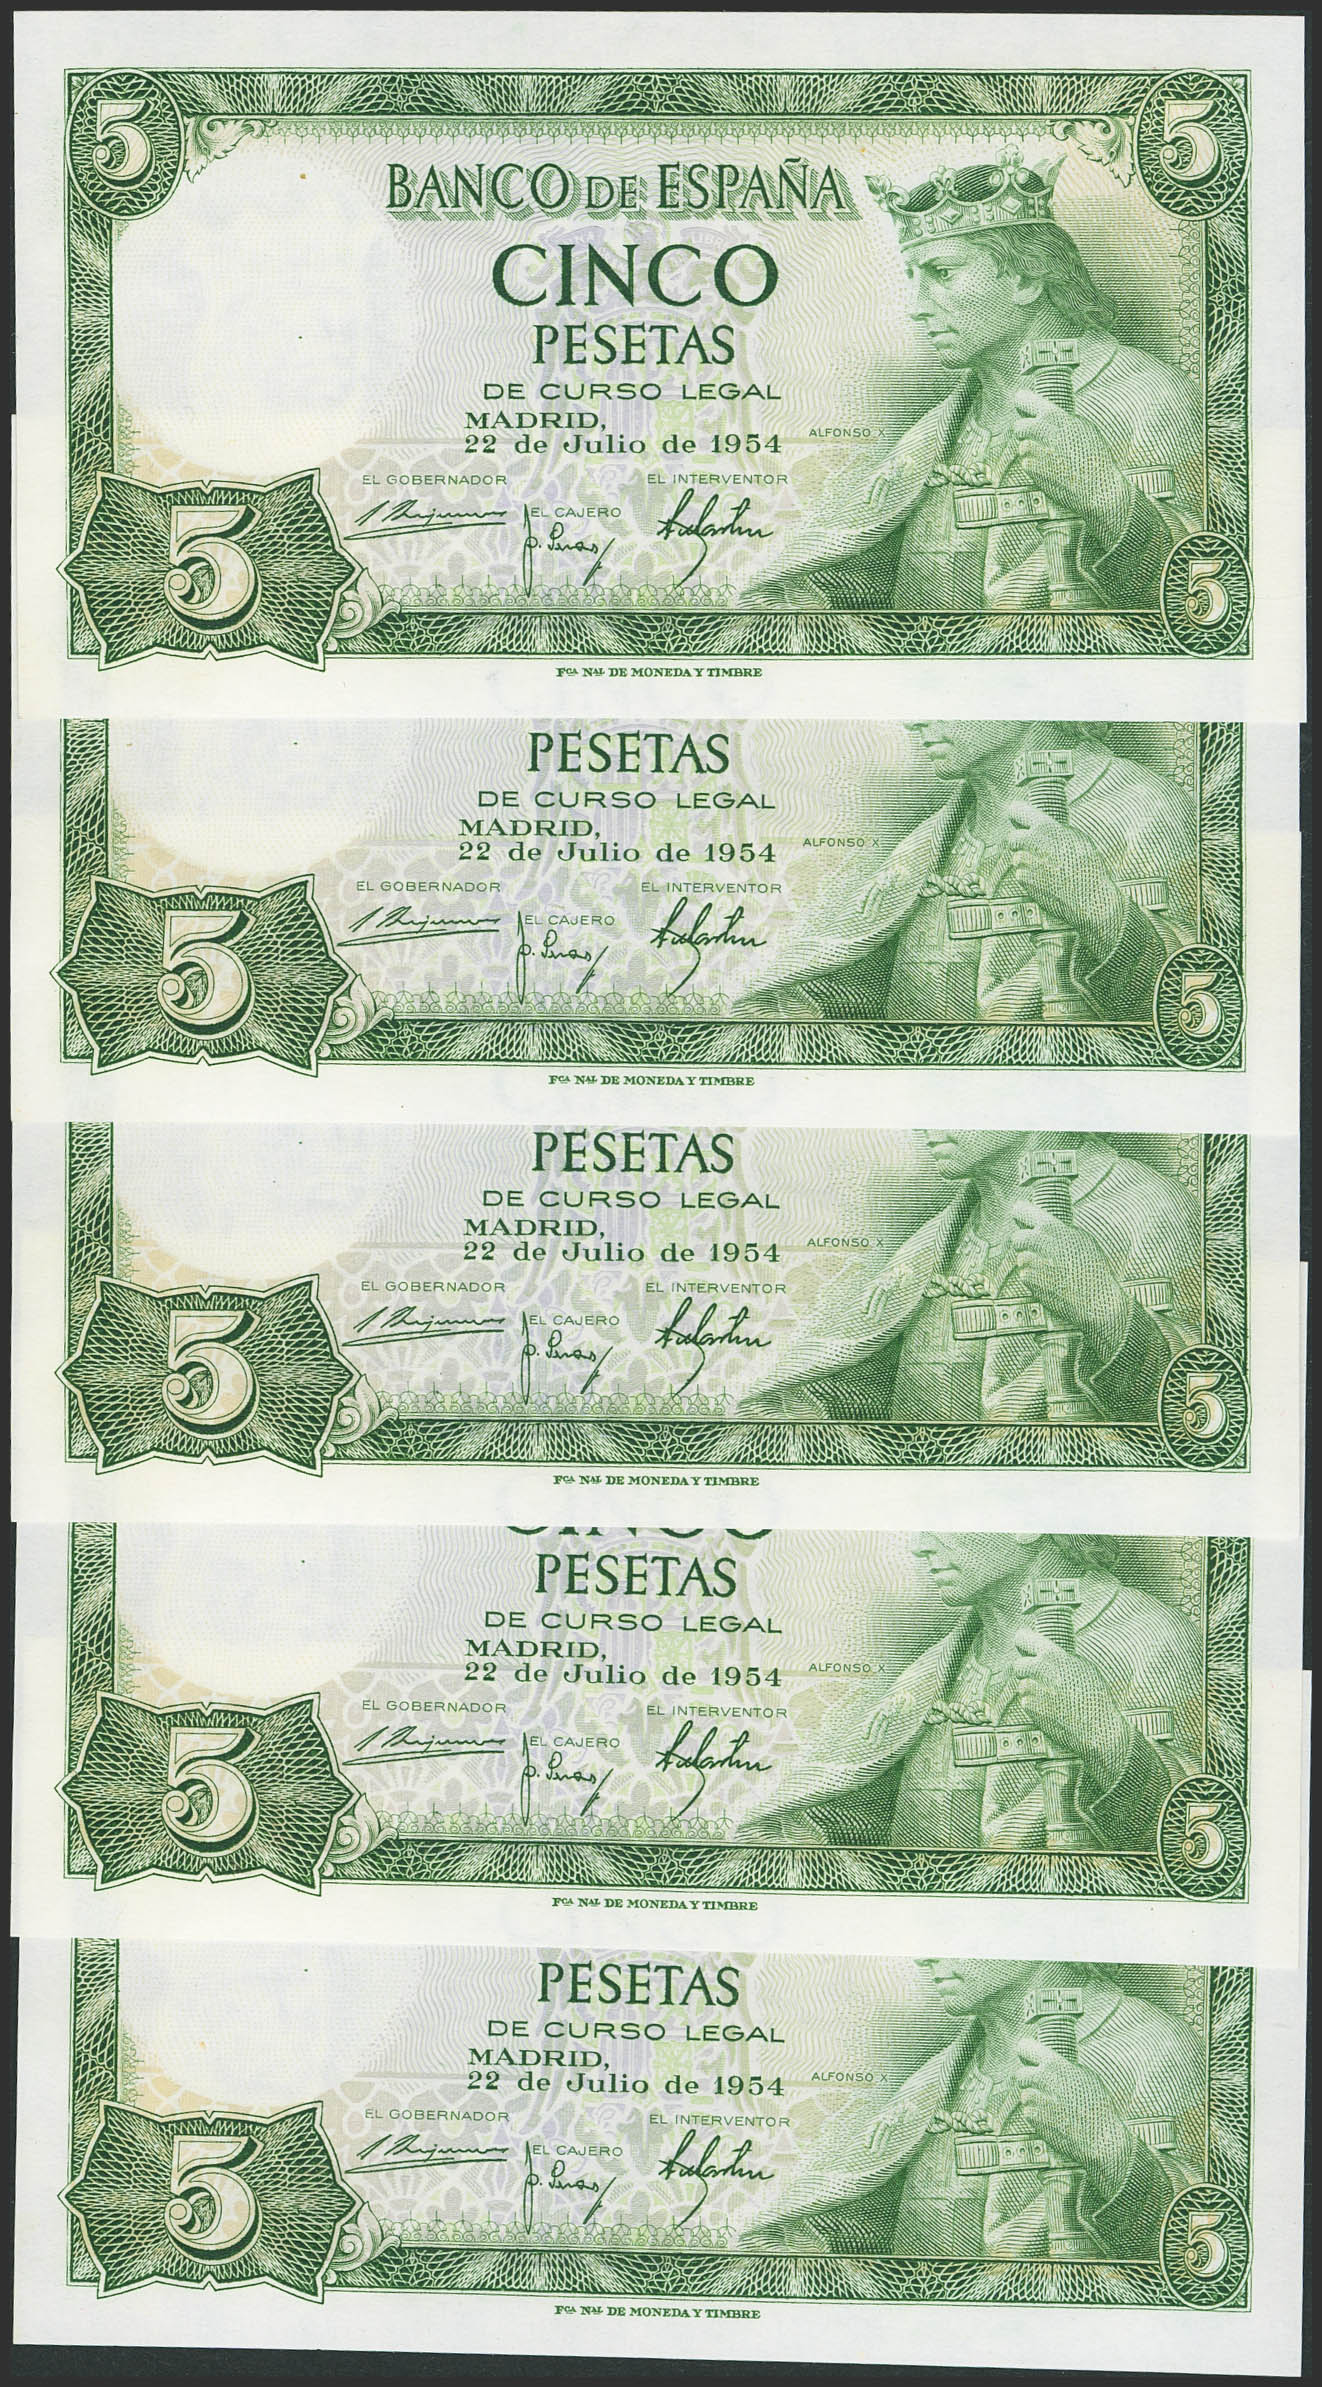 5 5
BANCO DE ESPAÑA
CINCO
PESETAS
DE CURSO LEGAL
MADRID,
22 de Julio de 1954
ALFONSO X
EL GOBERNADOR EL INTERVENTOR
EL CAJERO
5 5
FCA NAL DE MONEDA Y TIMBRE
PESETAS
DE CURSO LEGAL
MADRID,
22 de Julio de 1954
ALFONSO X
EL GOBERNADOR EL INTERVENTOR
EL CAJERO
5 5
FCA NAL DE MONEDA Y TIMBRE
PESETAS
DE CURSO LEGAL
MADRID,
22 de Julio de 1954
ALFONSO X
EL GOBERNADOR EL INTERVENTOR
EL CAJERO
5 5
FCA NAL DE MONEDA Y TIMBRE
CINCO
PESETAS
DE CURSO LEGAL
MADRID,
22 de Julio de 1954
ALFONSO X
EL GOBERNADOR EL INTERVENTOR
EL CAJERO
5 5
FCA NAL DE MONEDA Y TIMBRE
PESETAS
DE CURSO LEGAL
MADRID,
22 de Julio de 1954
ALFONSO X
EL GOBERNADOR EL INTERVENTOR
EL CAJERO
5 5
FCA NAL DE MONEDA Y TIMBRE